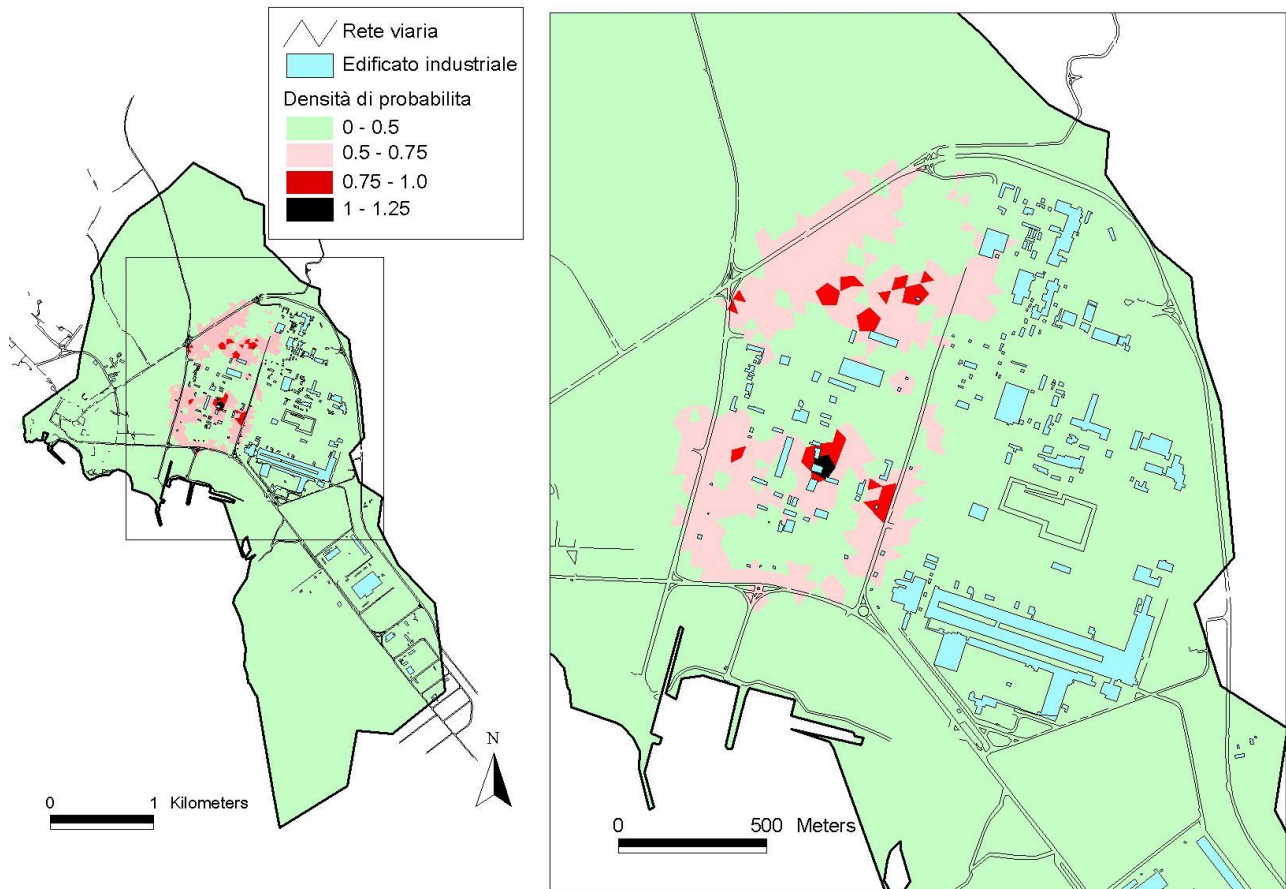 Rete viaria
Edificato industriale
Densità di probabilita
0 - 0.5
0.5 - 0.75
0.75 - 1.0
1 - 1.25
N
0 1 Kilometers
0 500 Meters